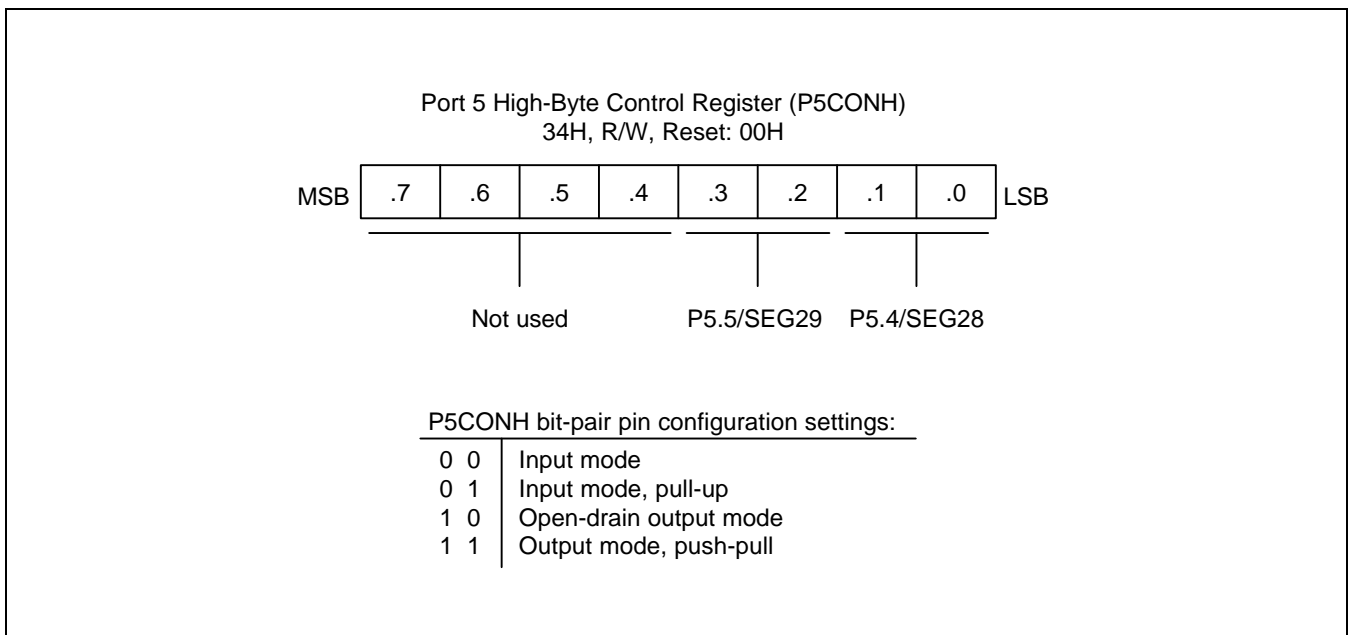 Port 5 High-Byte Control Register (P5CONH)
34H, R/W, Reset: 00H
MSB .7 .6 .5 .4 .3 .2 .1 .0 LSB
Not used P5.5/SEG29 P5.4/SEG28
P5CONH bit-pair pin configuration settings:
0 0 Input mode
0 1 Input mode, pull-up
1 0 Open-drain output mode
1 1 Output mode, push-pull